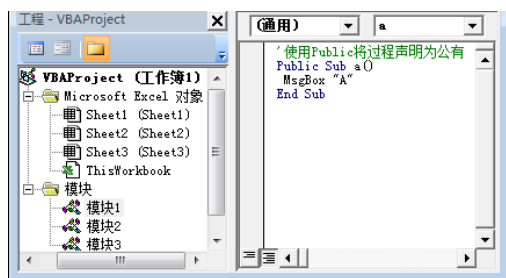 工程 - VBAProject
VBAProject (工作簿1)
Microsoft Excel 对象
Sheet1 (Sheet1)
Sheet2 (Sheet2)
Sheet3 (Sheet3)
ThisWorkbook
模块
模块1
模块2
模块3
(通用)
a
'使用Public将过程声明为公有
Public Sub a()
MsgBox "A"
End Sub